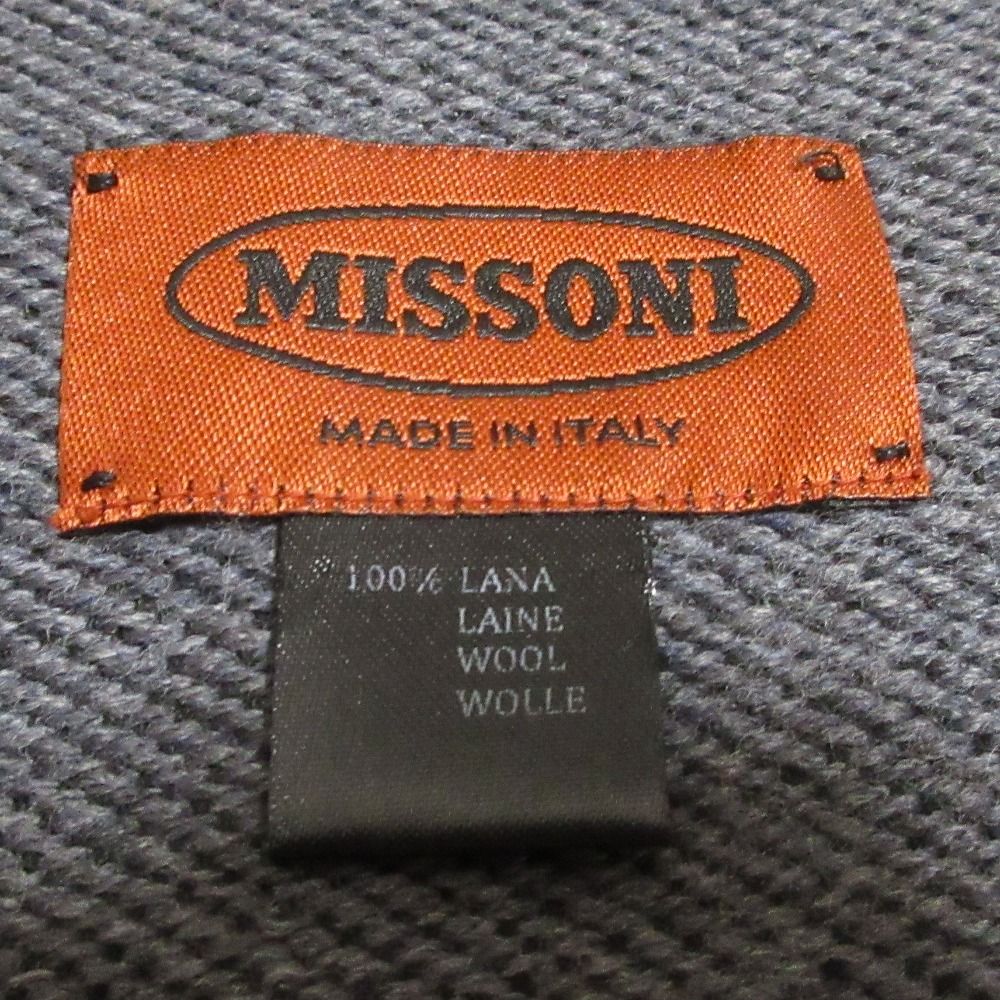 MISSONI
MADE IN ITALY
100% LANA
LAINE
WOOL
WOLLE